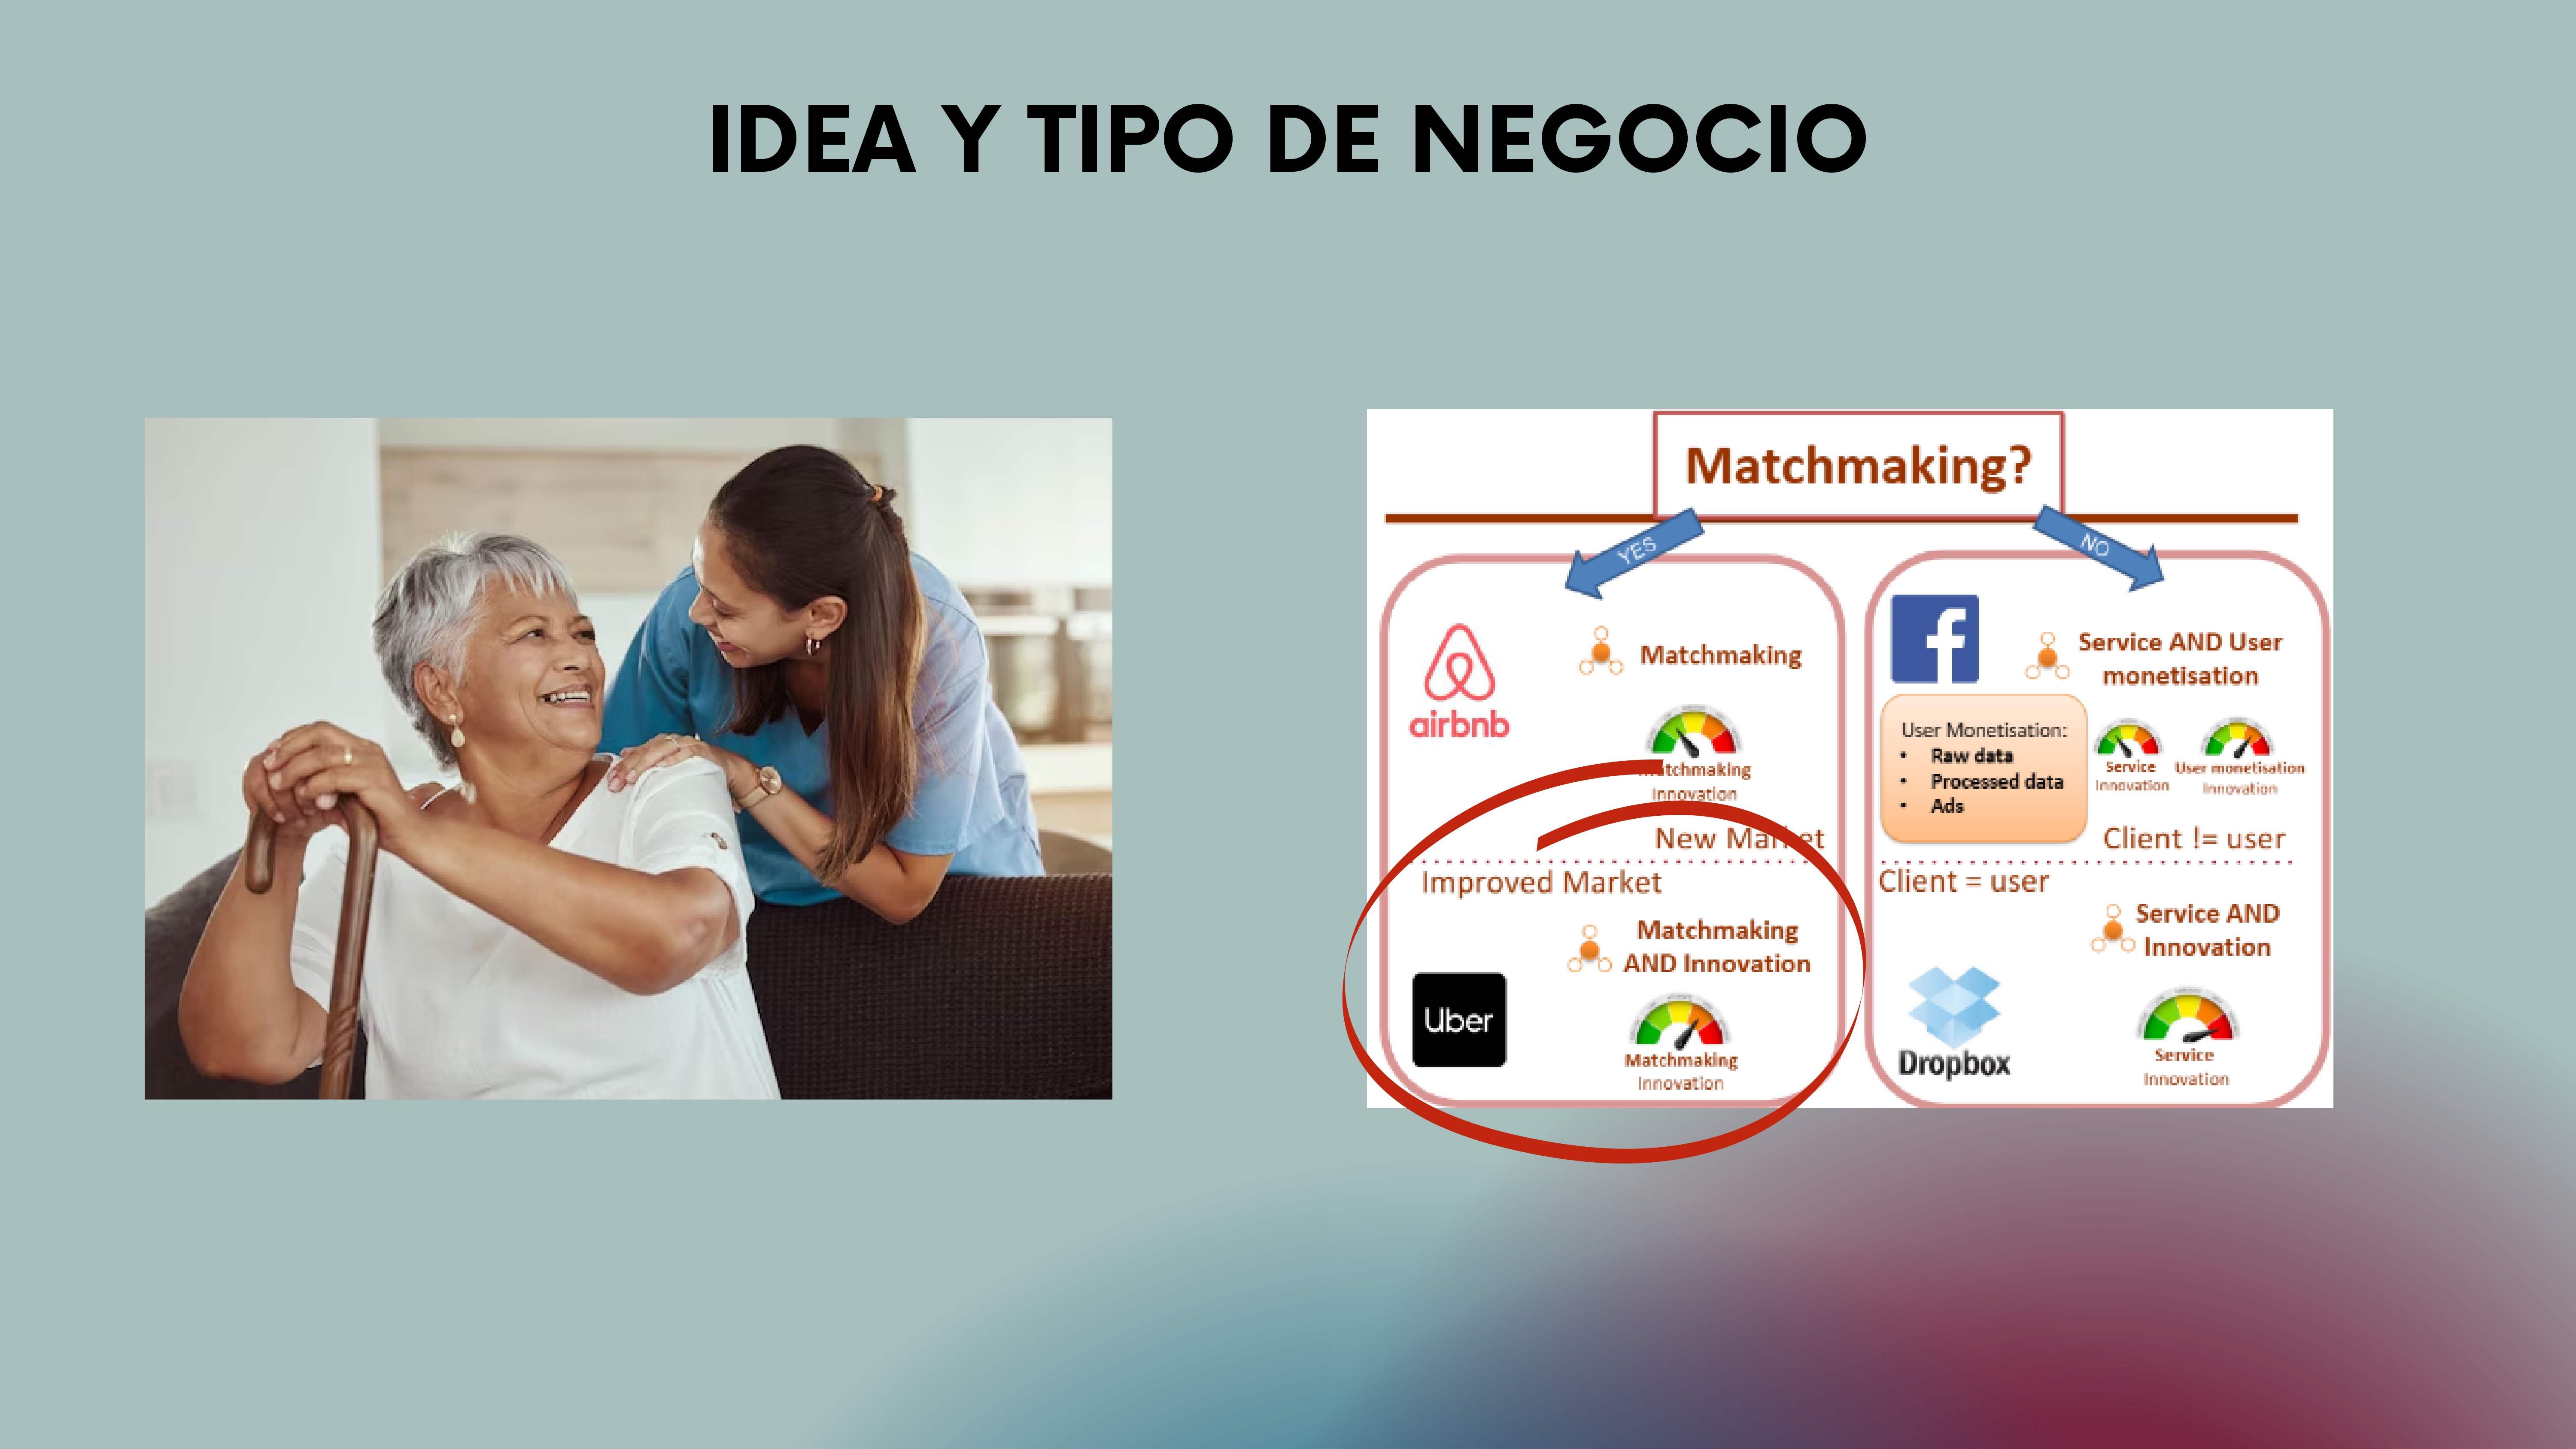 IDEA Y TIPO DE NEGOCIO
Matchmaking?
YES
NO
airbnb
Matchmaking
Matchmaking
Innovation
New Market
Improved Market
Matchmaking
AND Innovation
Uber
Matchmaking
Innovation
f
Service AND User
monetisation
User Monetisation:
• Raw data
• Processed data
• Ads
Service
Innovation
User monetisation
Innovation
Client != user
Client = user
Service AND
Innovation
Dropbox
Service
Innovation